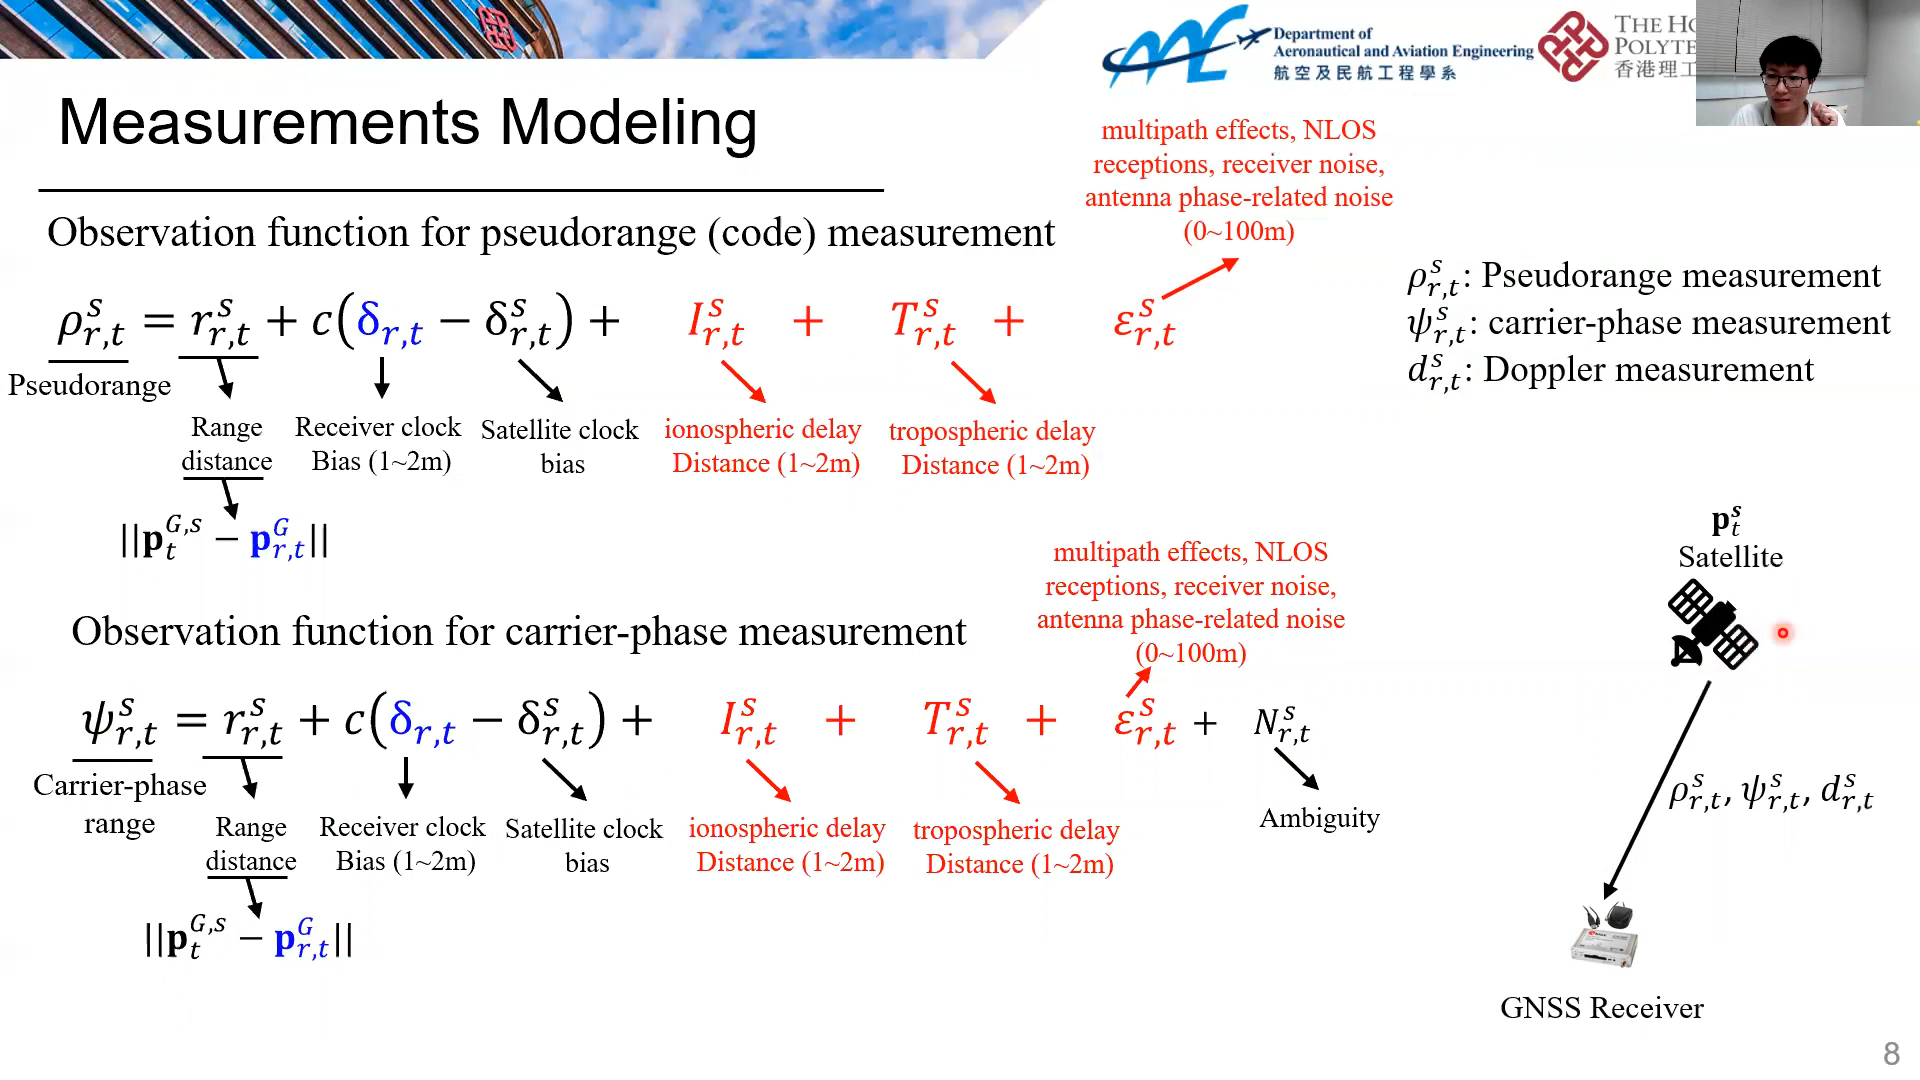 Department of
Aeronautical and Aviation Engineering
航空及民航工程學系
THE HO
POLYTE
香港理工
Measurements Modeling
multipath effects, NLOS
receptions, receiver noise,
antenna phase-related noise
(0~100m)
Observation function for pseudorange (code) measurement
ρ^s_{r,t} = r^s_{r,t} + c(δ_{r,t} − δ^s_{r,t}) + I^s_{r,t} + T^s_{r,t} + ε^s_{r,t}
Pseudorange
Range
distance
Receiver clock
Bias (1~2m)
Satellite clock
bias
ionospheric delay
Distance (1~2m)
tropospheric delay
Distance (1~2m)
||p^{G,s}_t − p^G_{r,t}||
ρ^s_{r,t}: Pseudorange measurement
ψ^s_{r,t}: carrier-phase measurement
d^s_{r,t}: Doppler measurement
multipath effects, NLOS
receptions, receiver noise,
antenna phase-related noise
(0~100m)
Observation function for carrier-phase measurement
ψ^s_{r,t} = r^s_{r,t} + c(δ_{r,t} − δ^s_{r,t}) + I^s_{r,t} + T^s_{r,t} + ε^s_{r,t} + N^s_{r,t}
Carrier-phase
range
Range
distance
Receiver clock
Bias (1~2m)
Satellite clock
bias
ionospheric delay
Distance (1~2m)
tropospheric delay
Distance (1~2m)
Ambiguity
||p^{G,s}_t − p^G_{r,t}||
p^s_t
Satellite
ρ^s_{r,t}, ψ^s_{r,t}, d^s_{r,t}
GNSS Receiver
8